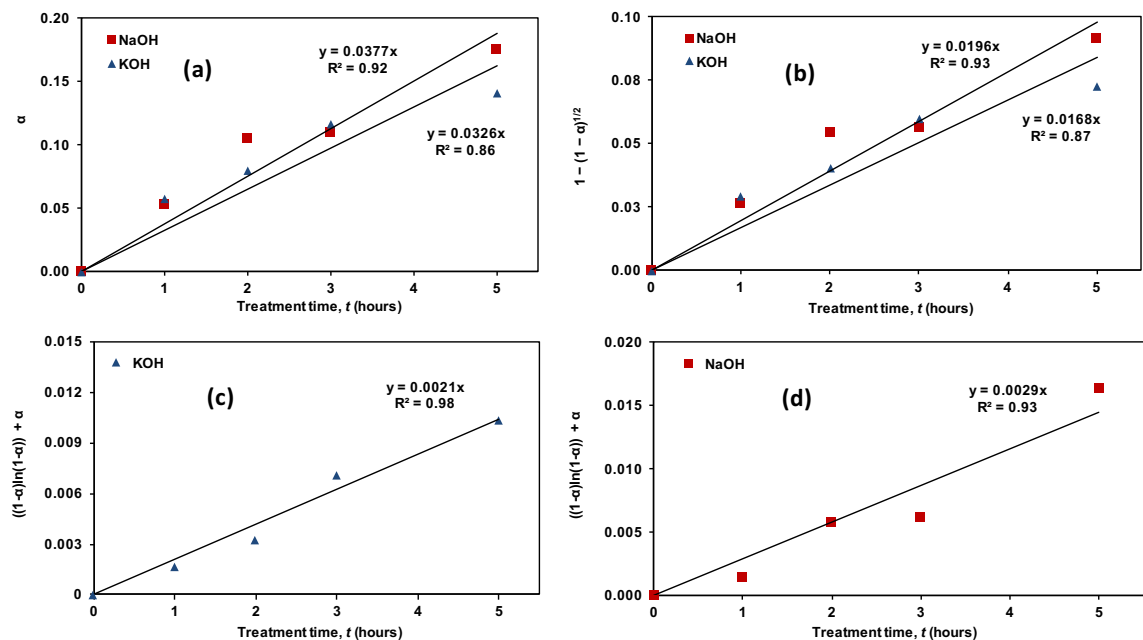 0.20
0.15
0.10
0.05
0.00
α
NaOH
KOH
(a)
y = 0.0377x
R² = 0.92
y = 0.0326x
R² = 0.86
0 1 2 3 4 5
Treatment time, t (hours)
0.10
0.08
0.05
0.03
0.00
1 – (1 – α)^1/2
NaOH
KOH
(b)
y = 0.0196x
R² = 0.93
y = 0.0168x
R² = 0.87
0 1 2 3 4 5
Treatment time, t (hours)
0.015
0.012
0.009
0.006
0.003
0
((1-α)ln(1-α)) + α
KOH
(c)
y = 0.0021x
R² = 0.98
0 1 2 3 4 5
Treatment time, t (hours)
0.020
0.015
0.010
0.005
0.000
((1-α)ln(1-α)) + α
NaOH
(d)
y = 0.0029x
R² = 0.93
0 1 2 3 4 5
Treatment time, t (hours)